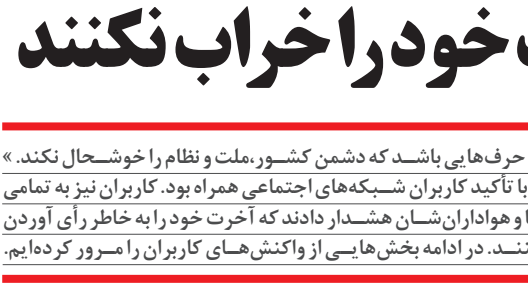 خود را خراب نکنند
حرف‌هایی باشد که دشمن کشور،ملت و نظام را خوشحال نکند. »
با تأکید کاربران شبکه‌های اجتماعی همراه بود. کاربران نیز به تمامی
و هواداران‌شان هشدار دادند که آخرت خود را به خاطر رأی آوردن
در ادامه بخش‌هایی از واکنش‌های کاربران را مرور کرده‌ایم.